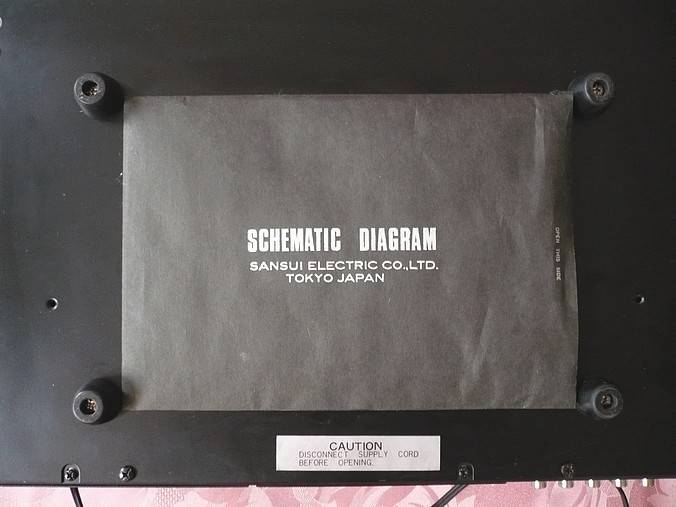 SCHEMATIC DIAGRAM
SANSUI ELECTRIC CO.,LTD.
TOKYO JAPAN
OPEN THIS SIDE
CAUTION
DISCONNECT SUPPLY CORD
BEFORE OPENING.